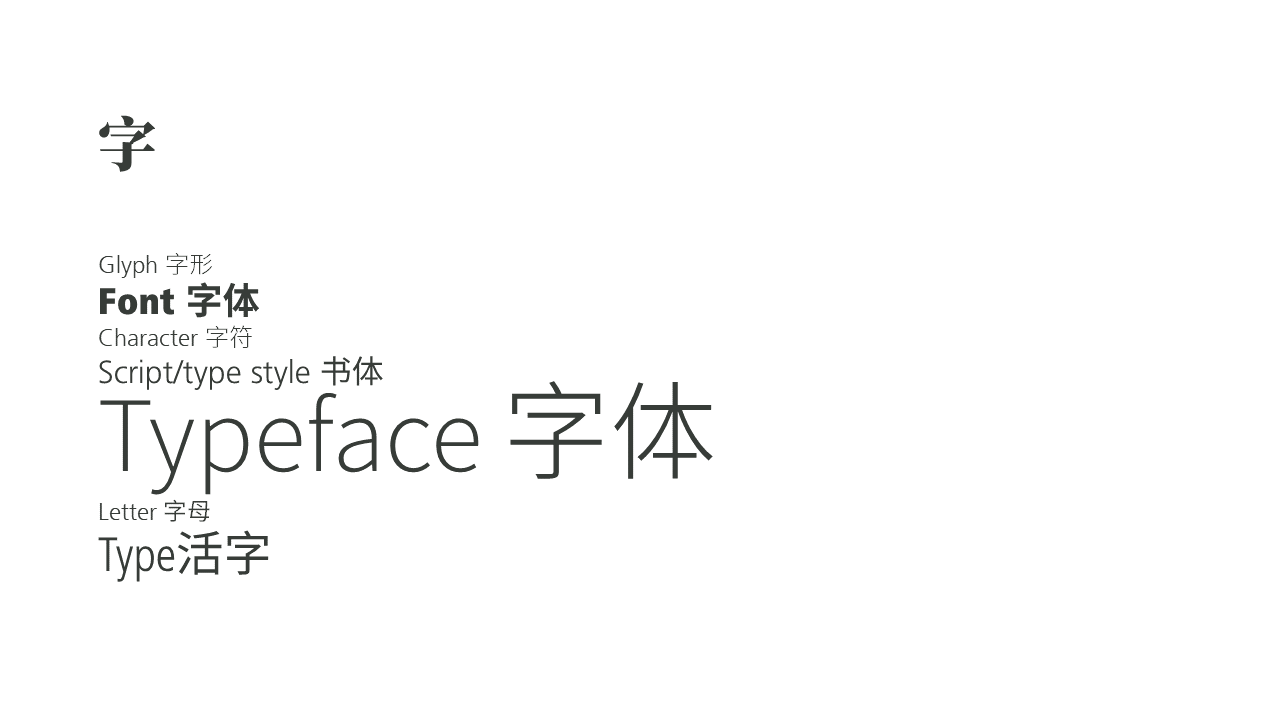 字
Glyph 字形
Font 字体
Character 字符
Script/type style 书体
Typeface 字体
Letter 字母
Type活字